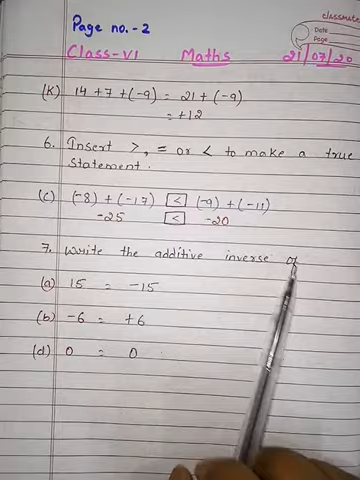 classmate
Date
Page
Page no.-2
Class-VI Maths 21/07/20
(K) 14 + 7 + (-9) = 21 + (-9)
= +12
6. Insert >, = or < to make a true
statement.
(C) (-8) + (-17) < (-9) + (-11)
-25 < -20
7. Write the additive inverse of
(a) 15 = -15
(b) -6 = +6
(d) 0 = 0